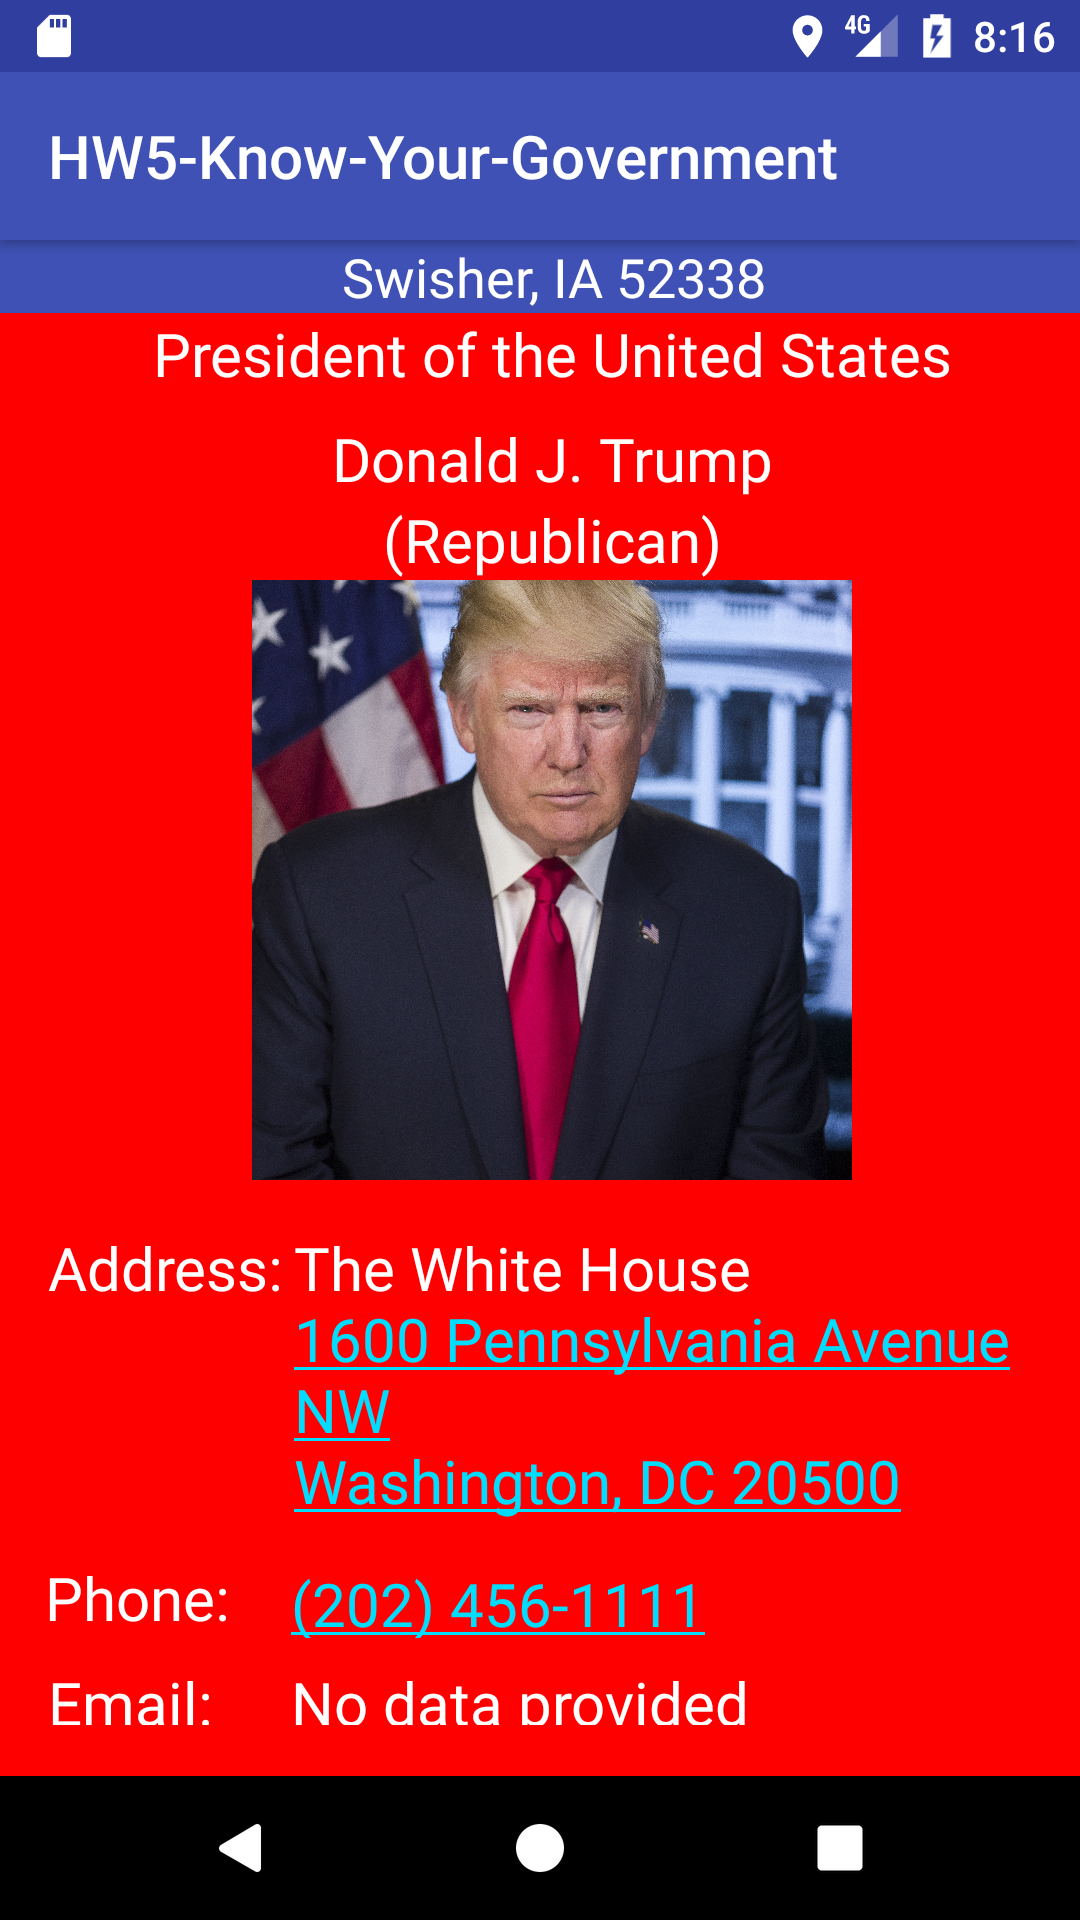 4G 8:16
HW5-Know-Your-Government
Swisher, IA 52338
President of the United States
Donald J. Trump
(Republican)
Address: The White House
1600 Pennsylvania Avenue
NW
Washington, DC 20500
Phone: (202) 456-1111
Email: No data provided